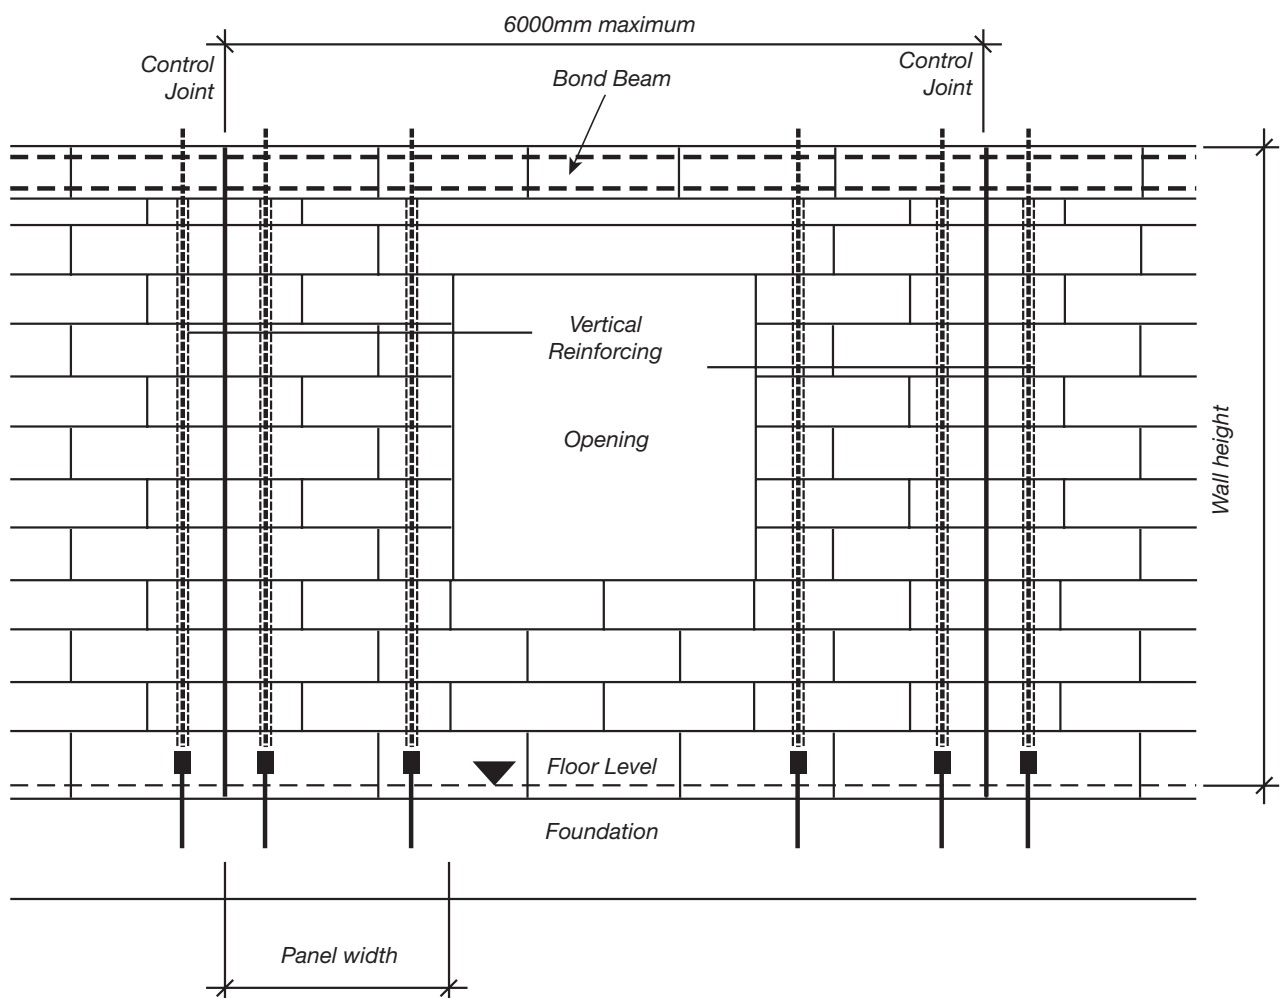 6000mm maximum
Control
Joint
Bond Beam
Control
Joint
Vertical
Reinforcing
Opening
Wall height
Floor Level
Foundation
Panel width